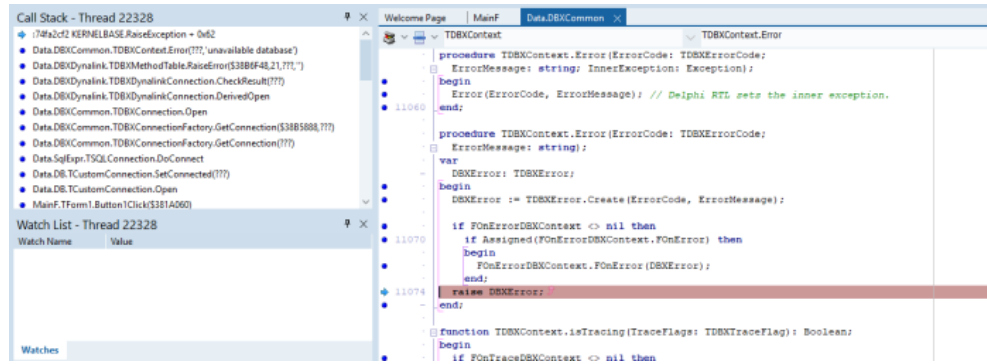 Call Stack - Thread 22328
:74fa2cf2 KERNELBASE.RaiseException + 0x62
Data.DBXCommon.TDBXContext.Error(???,'unavailable database')
Data.DBXDynalink.TDBXMethodTable.RaiseError($38B6F48,21,???,'')
Data.DBXDynalink.TDBXDynalinkConnection.CheckResult(???)
Data.DBXDynalink.TDBXDynalinkConnection.DerivedOpen
Data.DBXCommon.TDBXConnection.Open
Data.DBXCommon.TDBXConnectionFactory.GetConnection($38B5888,???)
Data.DBXCommon.TDBXConnectionFactory.GetConnection(???)
Data.SqlExpr.TSQLConnection.DoConnect
Data.DB.TCustomConnection.SetConnected(???)
Data.DB.TCustomConnection.Open
MainF.TForm1.Button1Click($381A060)
Watch List - Thread 22328
Watch Name Value
Watches
Welcome Page MainF Data.DBXCommon
TDBXContext TDBXContext.Error
procedure TDBXContext.Error(ErrorCode: TDBXErrorCode;
ErrorMessage: string; InnerException: Exception);
begin
Error(ErrorCode, ErrorMessage); // Delphi RTL sets the inner exception.
11060 end;
procedure TDBXContext.Error(ErrorCode: TDBXErrorCode;
ErrorMessage: string);
var
DBXError: TDBXError;
begin
DBXError := TDBXError.Create(ErrorCode, ErrorMessage);
if FOnErrorDBXContext <> nil then
11070 if Assigned(FOnErrorDBXContext.FOnError) then
begin
FOnErrorDBXContext.FOnError(DBXError);
end;
11074 raise DBXError;
end;
function TDBXContext.isTracing(TraceFlags: TDBXTraceFlag): Boolean;
begin
if FOnTraceDBXContext <> nil then